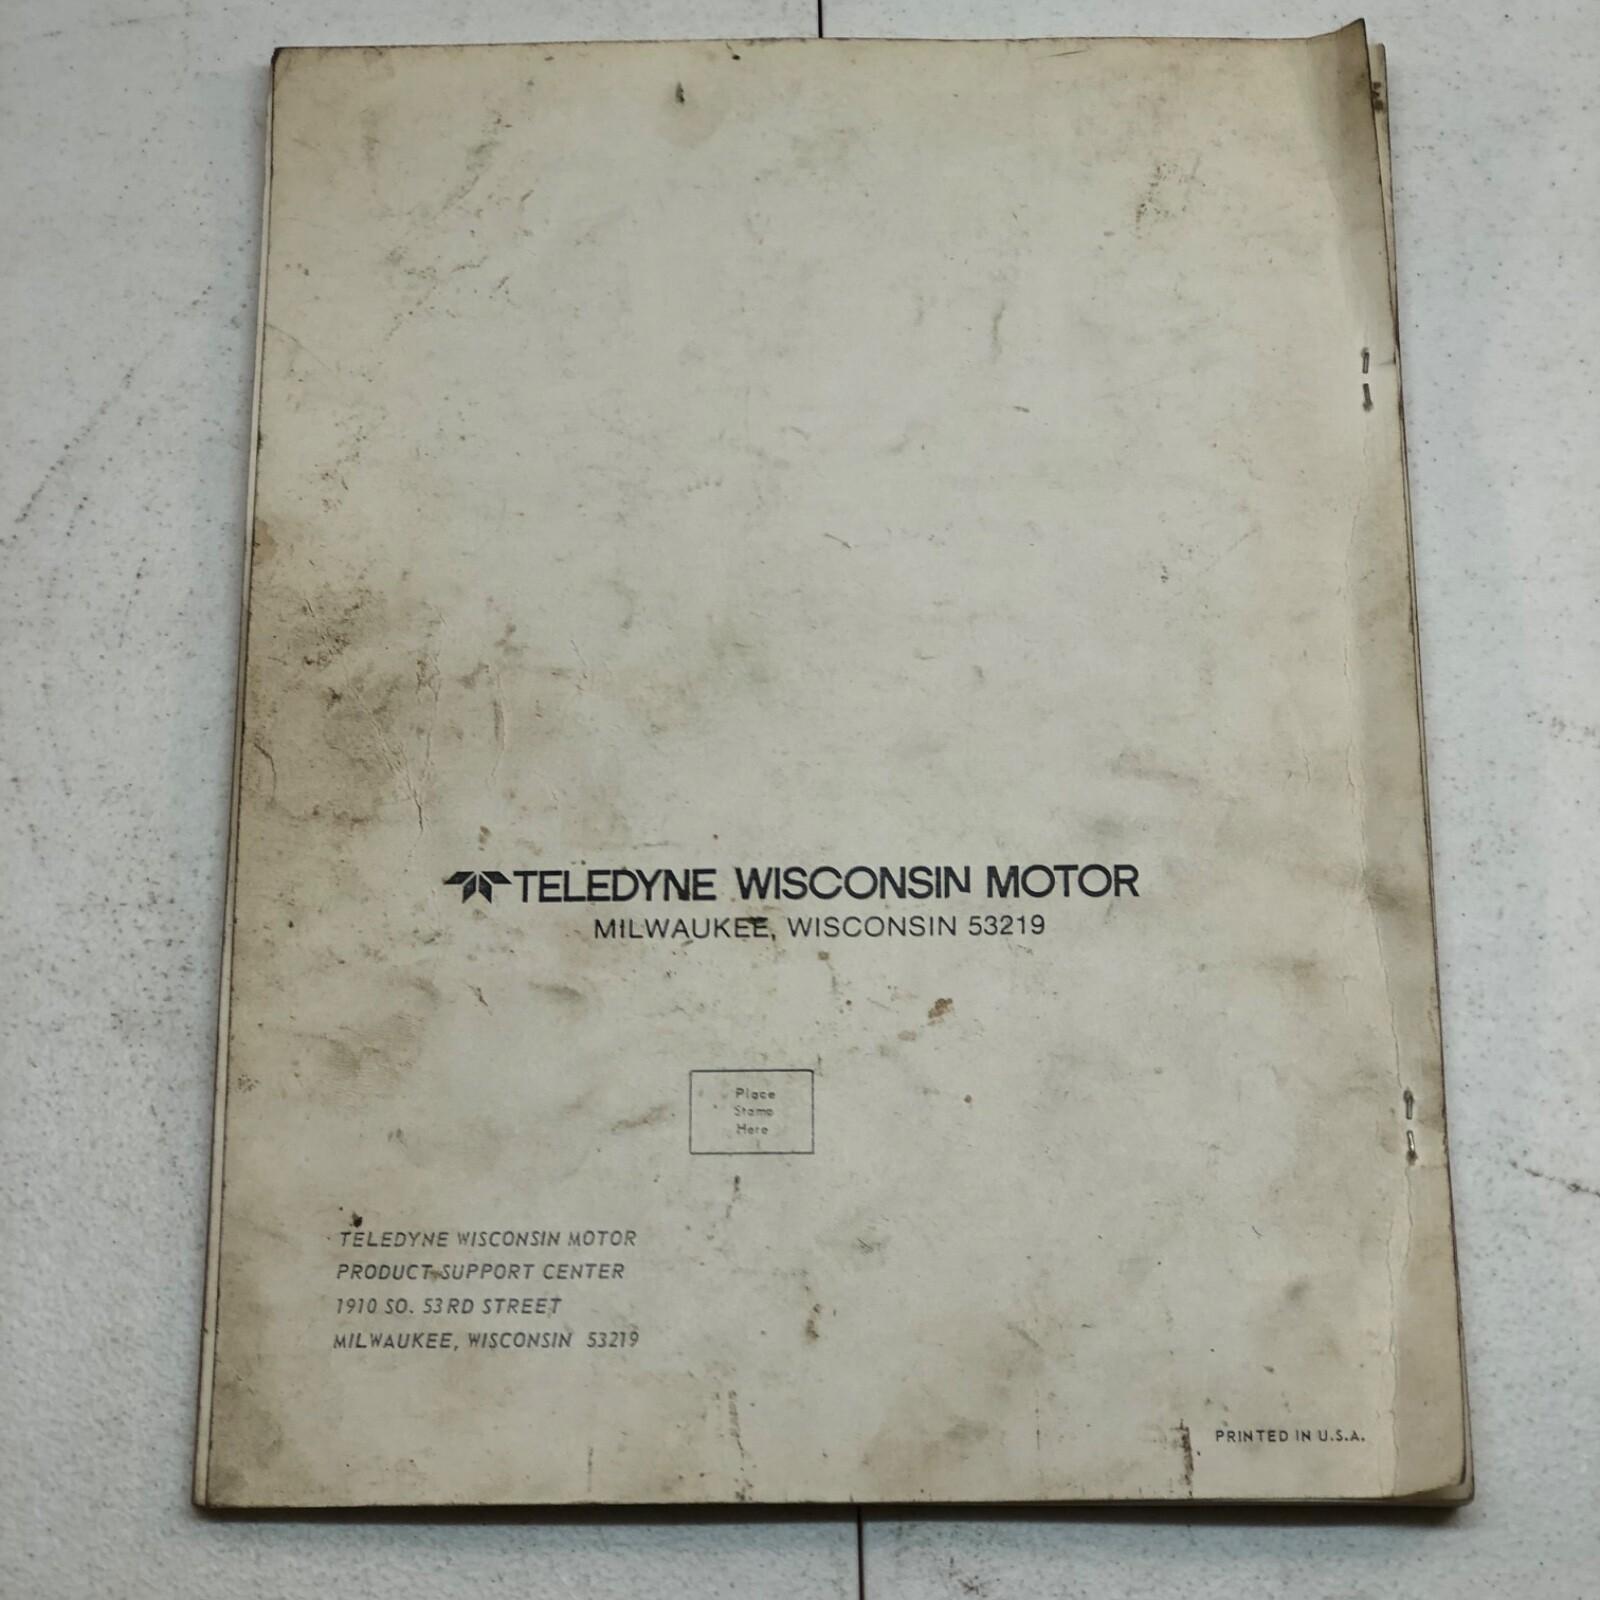 TELEDYNE WISCONSIN MOTOR
MILWAUKEE, WISCONSIN 53219
Place
Stamp
Here
TELEDYNE WISCONSIN MOTOR
PRODUCT SUPPORT CENTER
1910 SO. 53RD STREET
MILWAUKEE, WISCONSIN 53219
PRINTED IN U.S.A.